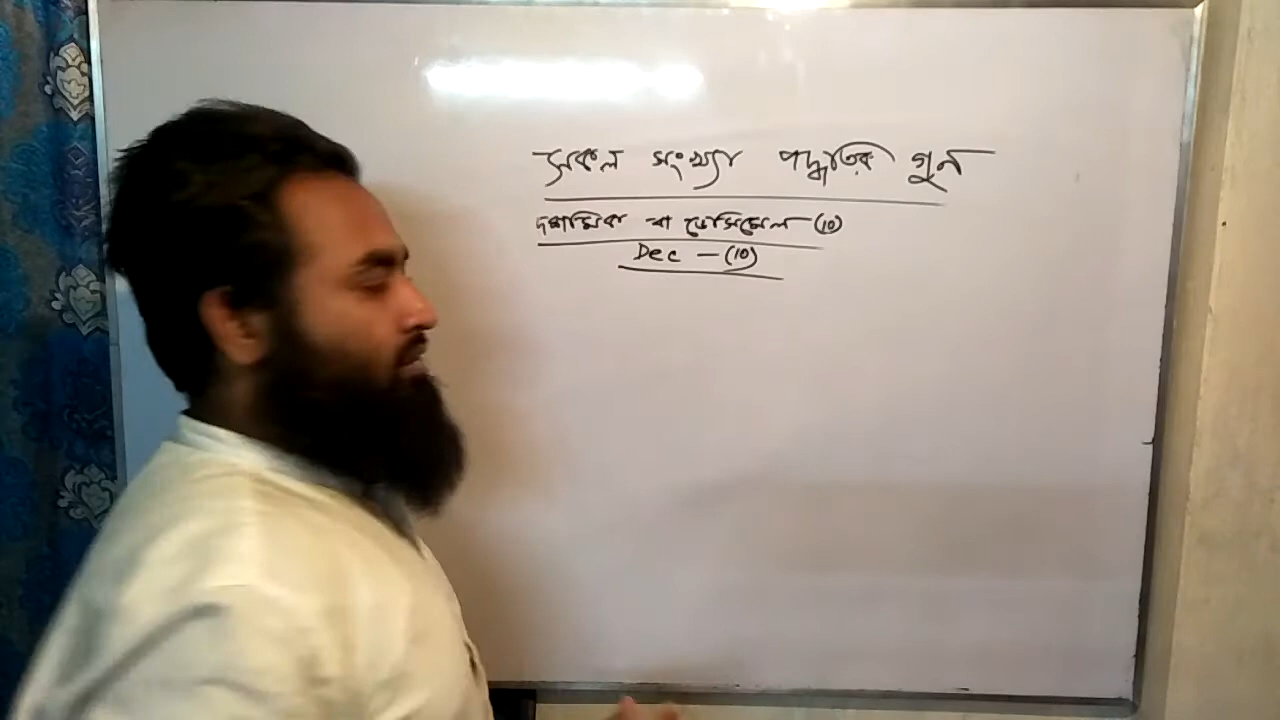 সকল সংখ্যা পদ্ধতির গুন
দশমিক বা ডেসিমেল - (10)
Dec - (10)